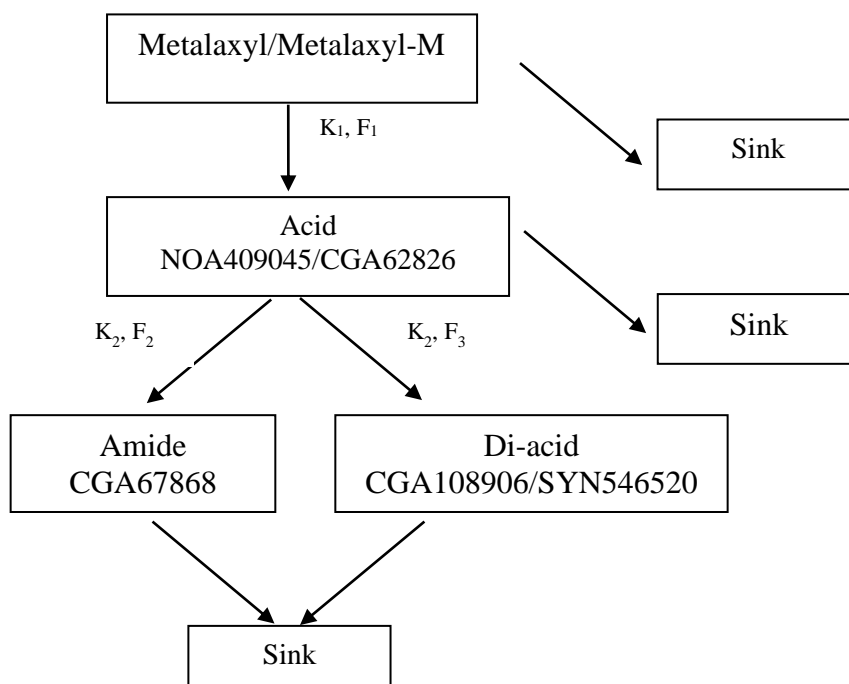 Metalaxyl/Metalaxyl-M
K₁, F₁
Sink
Acid
NOA409045/CGA62826
Sink
K₂, F₂
K₂, F₃
Amide
CGA67868
Di-acid
CGA108906/SYN546520
Sink